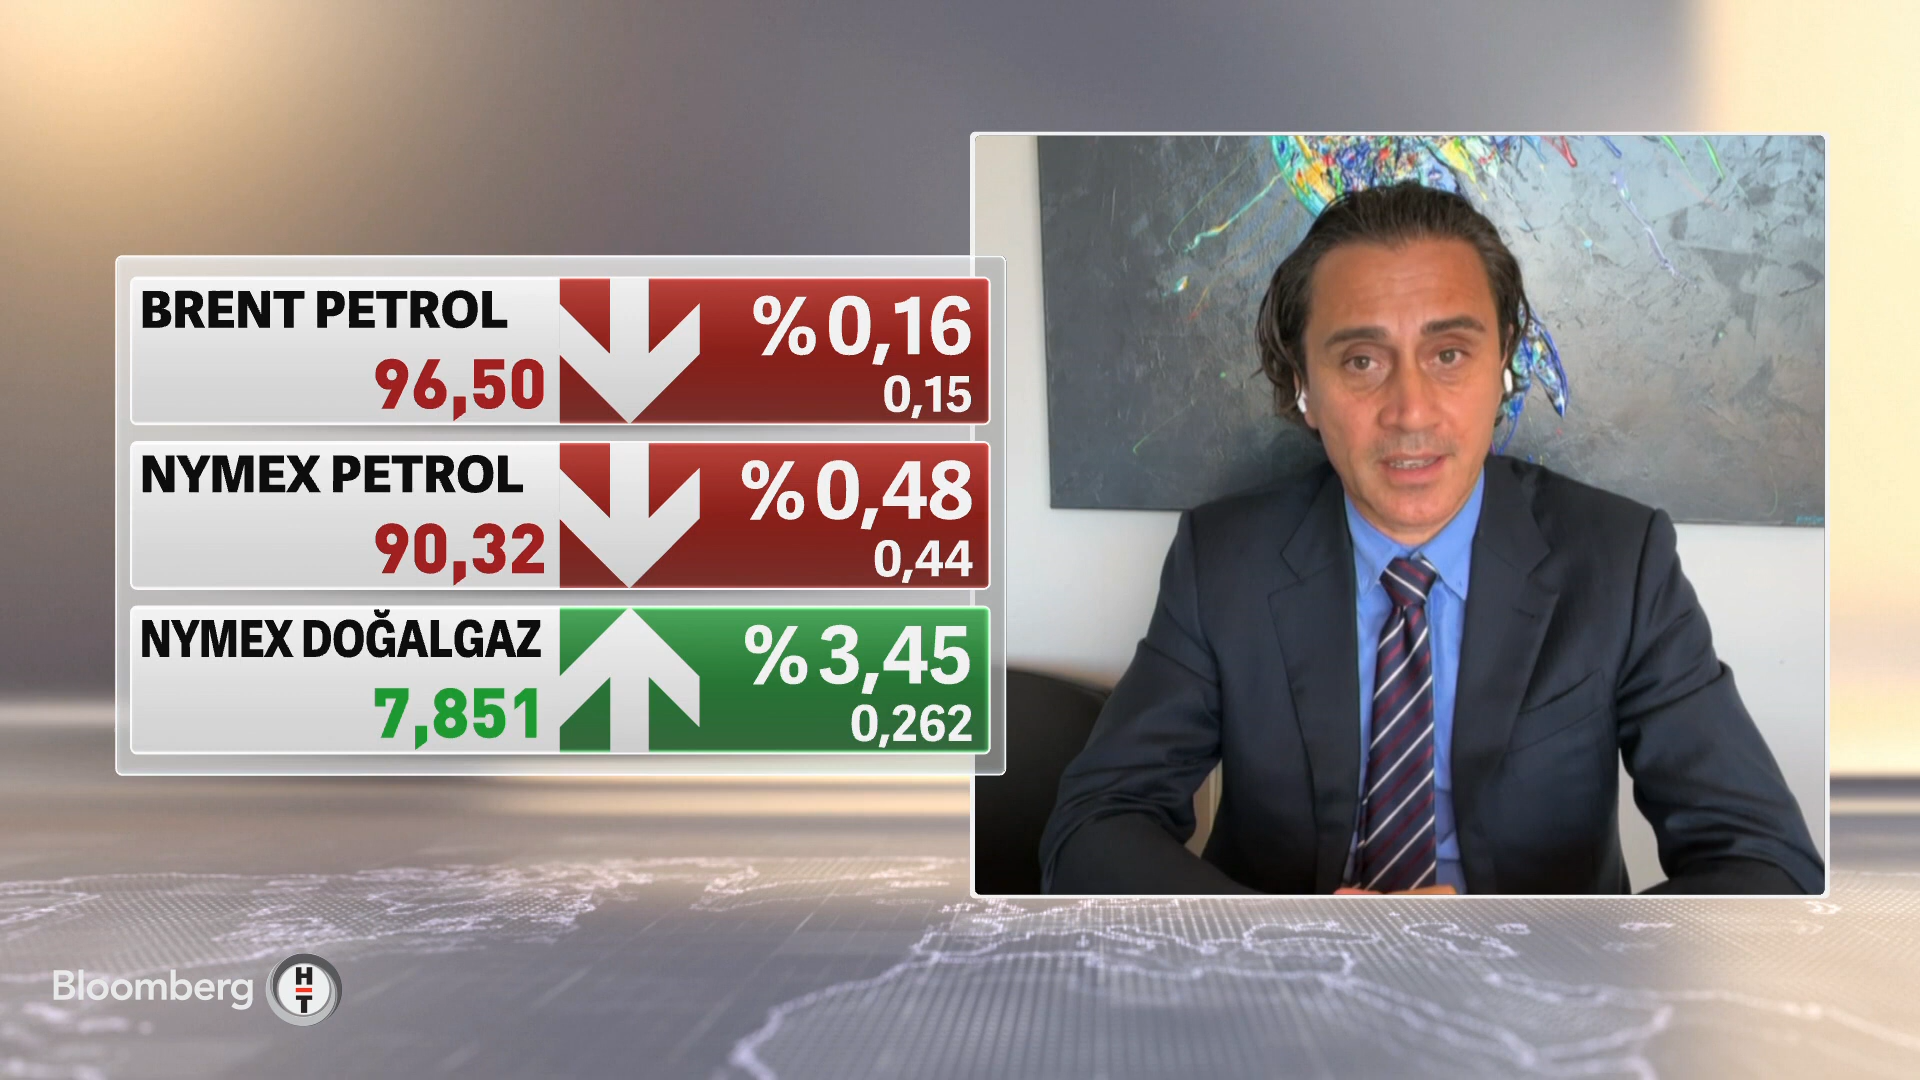 BRENT PETROL
96,50
%0,16
0,15
NYMEX PETROL
90,32
%0,48
0,44
NYMEX DOĞALGAZ
7,851
%3,45
0,262
Bloomberg HT